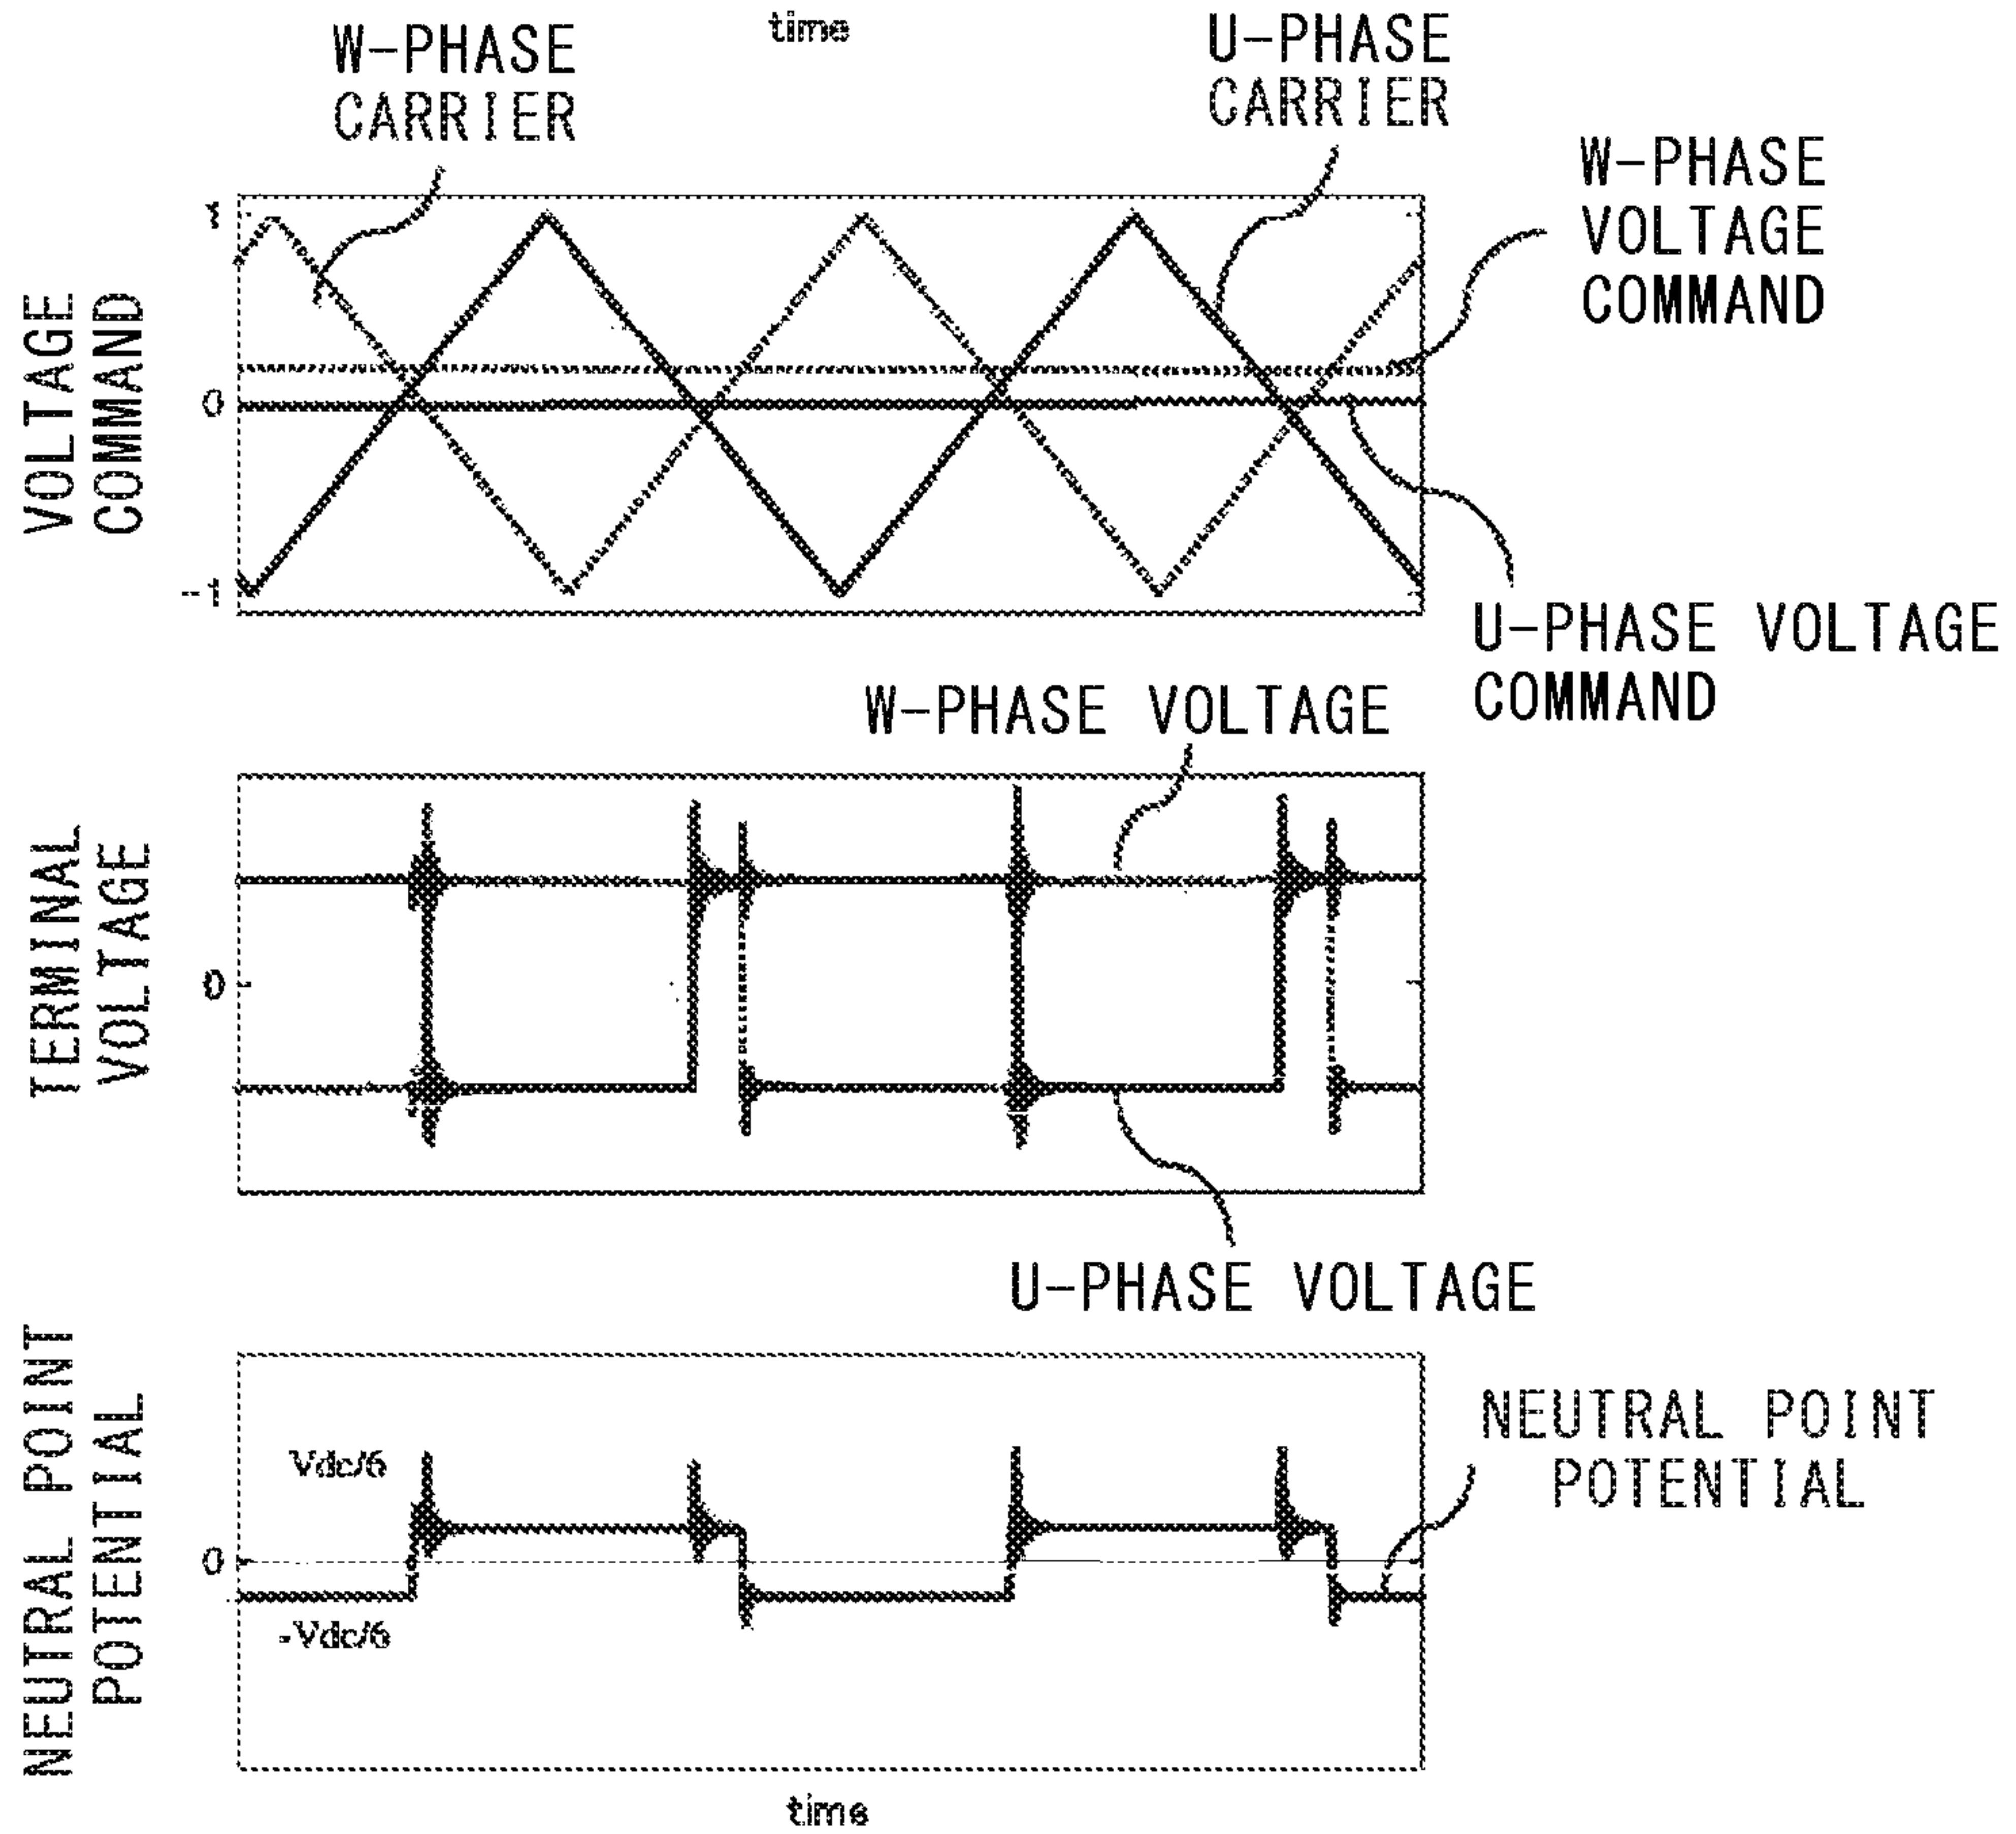 time
W-PHASE
CARRIER
U-PHASE
CARRIER
W-PHASE
VOLTAGE
COMMAND
VOLTAGE
COMMAND
1
0
-1
U-PHASE VOLTAGE
COMMAND
W-PHASE VOLTAGE
TERMINAL
VOLTAGE
0
U-PHASE VOLTAGE
NEUTRAL POINT
POTENTIAL
Vdc/6
0
-Vdc/6
NEUTRAL POINT
POTENTIAL
time